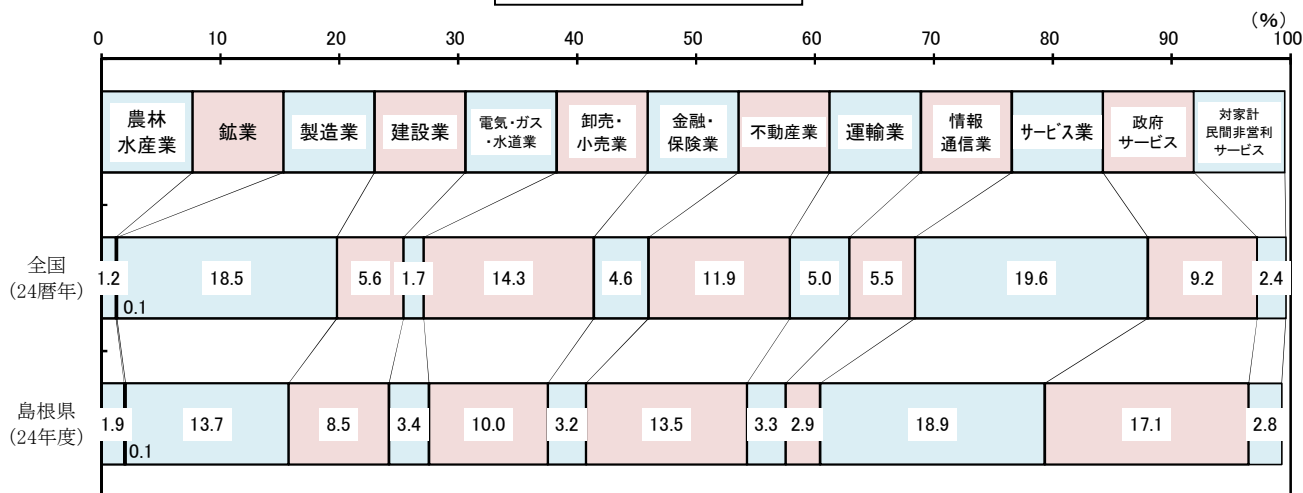 (%)
0 10 20 30 40 50 60 70 80 90 100
農林
水産業
鉱業
製造業
建設業
電気・ガス
・水道業
卸売・
小売業
金融・
保険業
不動産業
運輸業
情報
通信業
サービス業
政府
サービス
対家計
民間非営利
サービス
全国
(24暦年)
1.2 0.1 18.5 5.6 1.7 14.3 4.6 11.9 5.0 5.5 19.6 9.2 2.4
島根県
(24年度)
1.9 0.1 13.7 8.5 3.4 10.0 3.2 13.5 3.3 2.9 18.9 17.1 2.8